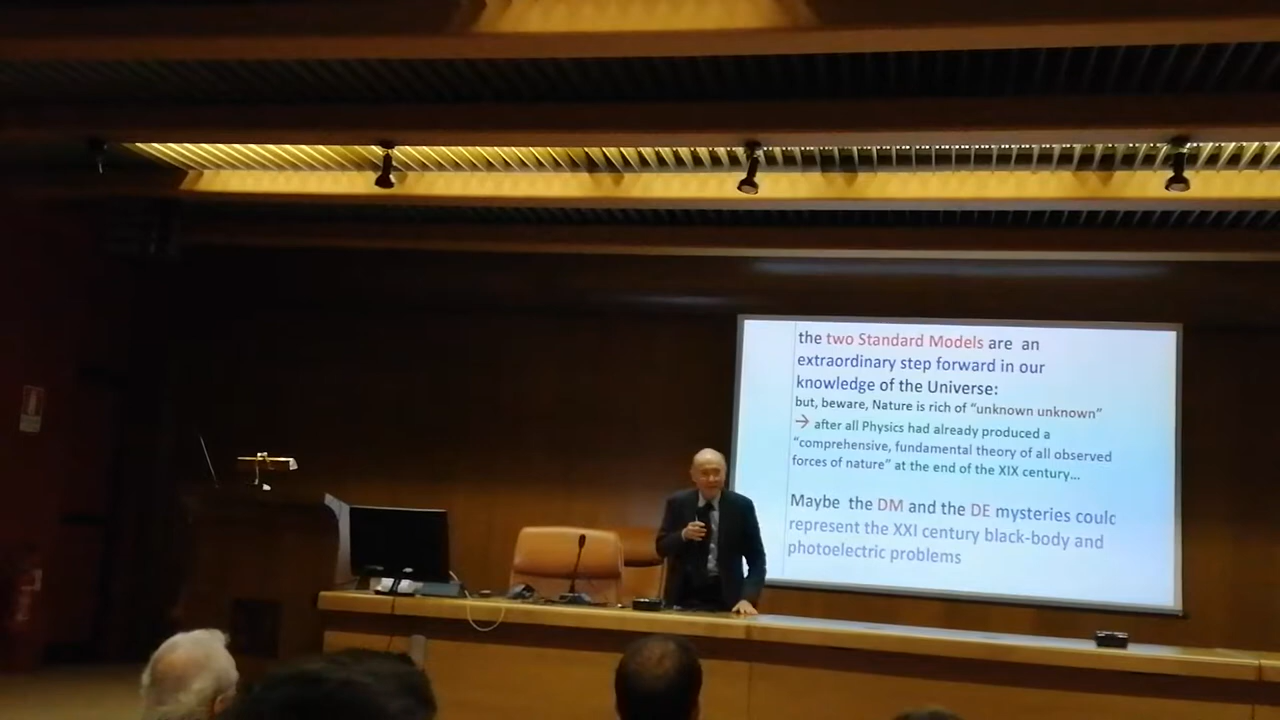 the two Standard Models are an
extraordinary step forward in our
knowledge of the Universe:
but, beware, Nature is rich of “unknown unknown”
→ after all Physics had already produced a
“comprehensive, fundamental theory of all observed
forces of nature” at the end of the XIX century...
Maybe the DM and the DE mysteries could
represent the XXI century black-body and
photoelectric problems